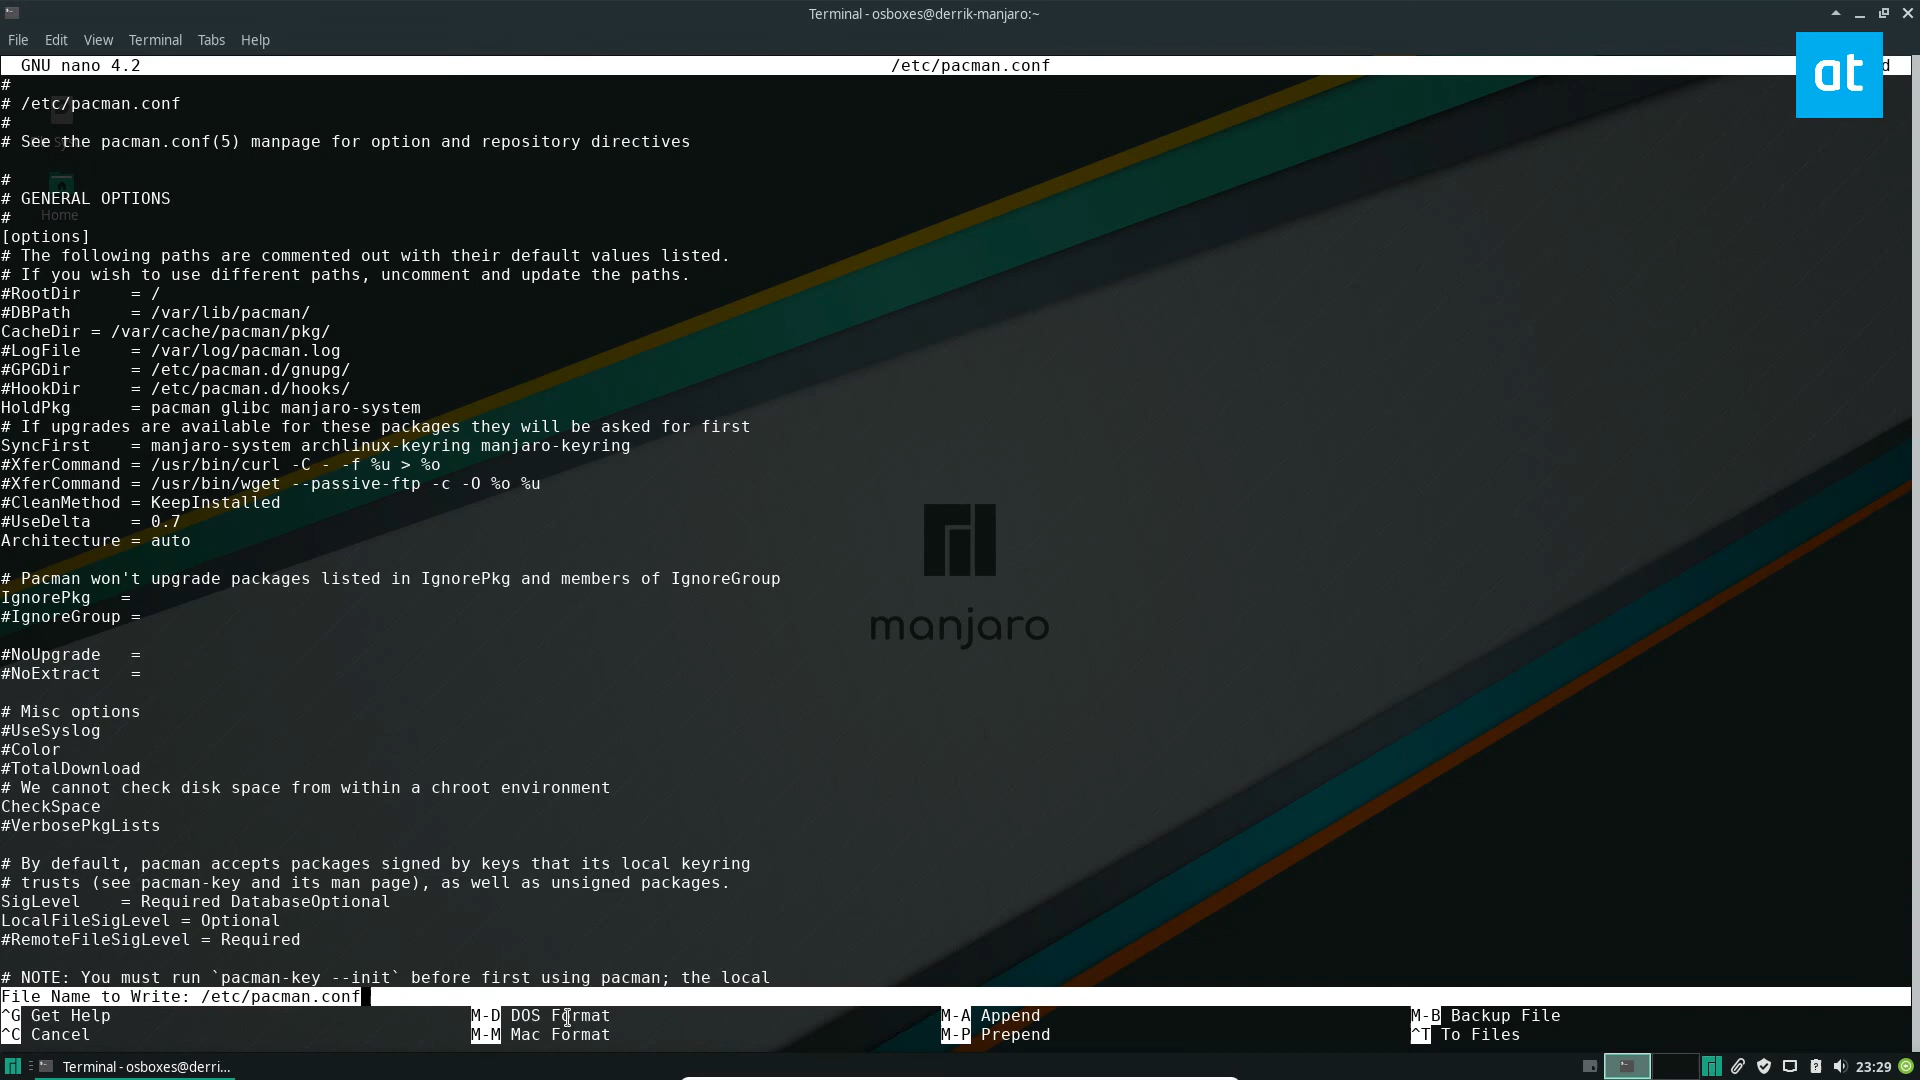 Terminal - osboxes@derrik-manjaro:~
File Edit View Terminal Tabs Help
GNU nano 4.2 /etc/pacman.conf d
at
#
# /etc/pacman.conf
#
# See the pacman.conf(5) manpage for option and repository directives
#
# GENERAL OPTIONS
#
Home
[options]
# The following paths are commented out with their default values listed.
# If you wish to use different paths, uncomment and update the paths.
#RootDir     = /
#DBPath      = /var/lib/pacman/
CacheDir = /var/cache/pacman/pkg/
#LogFile     = /var/log/pacman.log
#GPGDir      = /etc/pacman.d/gnupg/
#HookDir     = /etc/pacman.d/hooks/
HoldPkg      = pacman glibc manjaro-system
# If upgrades are available for these packages they will be asked for first
SyncFirst    = manjaro-system archlinux-keyring manjaro-keyring
#XferCommand = /usr/bin/curl -C - -f %u > %o
#XferCommand = /usr/bin/wget --passive-ftp -c -O %o %u
#CleanMethod = KeepInstalled
#UseDelta    = 0.7
Architecture = auto
# Pacman won't upgrade packages listed in IgnorePkg and members of IgnoreGroup
IgnorePkg   =
#IgnoreGroup =
manjaro
#NoUpgrade   =
#NoExtract   =
# Misc options
#UseSyslog
#Color
#TotalDownload
# We cannot check disk space from within a chroot environment
CheckSpace
#VerbosePkgLists
# By default, pacman accepts packages signed by keys that its local keyring
# trusts (see pacman-key and its man page), as well as unsigned packages.
SigLevel    = Required DatabaseOptional
LocalFileSigLevel = Optional
#RemoteFileSigLevel = Required
# NOTE: You must run `pacman-key --init` before first using pacman; the local
File Name to Write: /etc/pacman.conf
^G Get Help M-D DOS Format M-A Append M-B Backup File
^C Cancel M-M Mac Format M-P Prepend ^T To Files
Terminal - osboxes@derri... 23:29